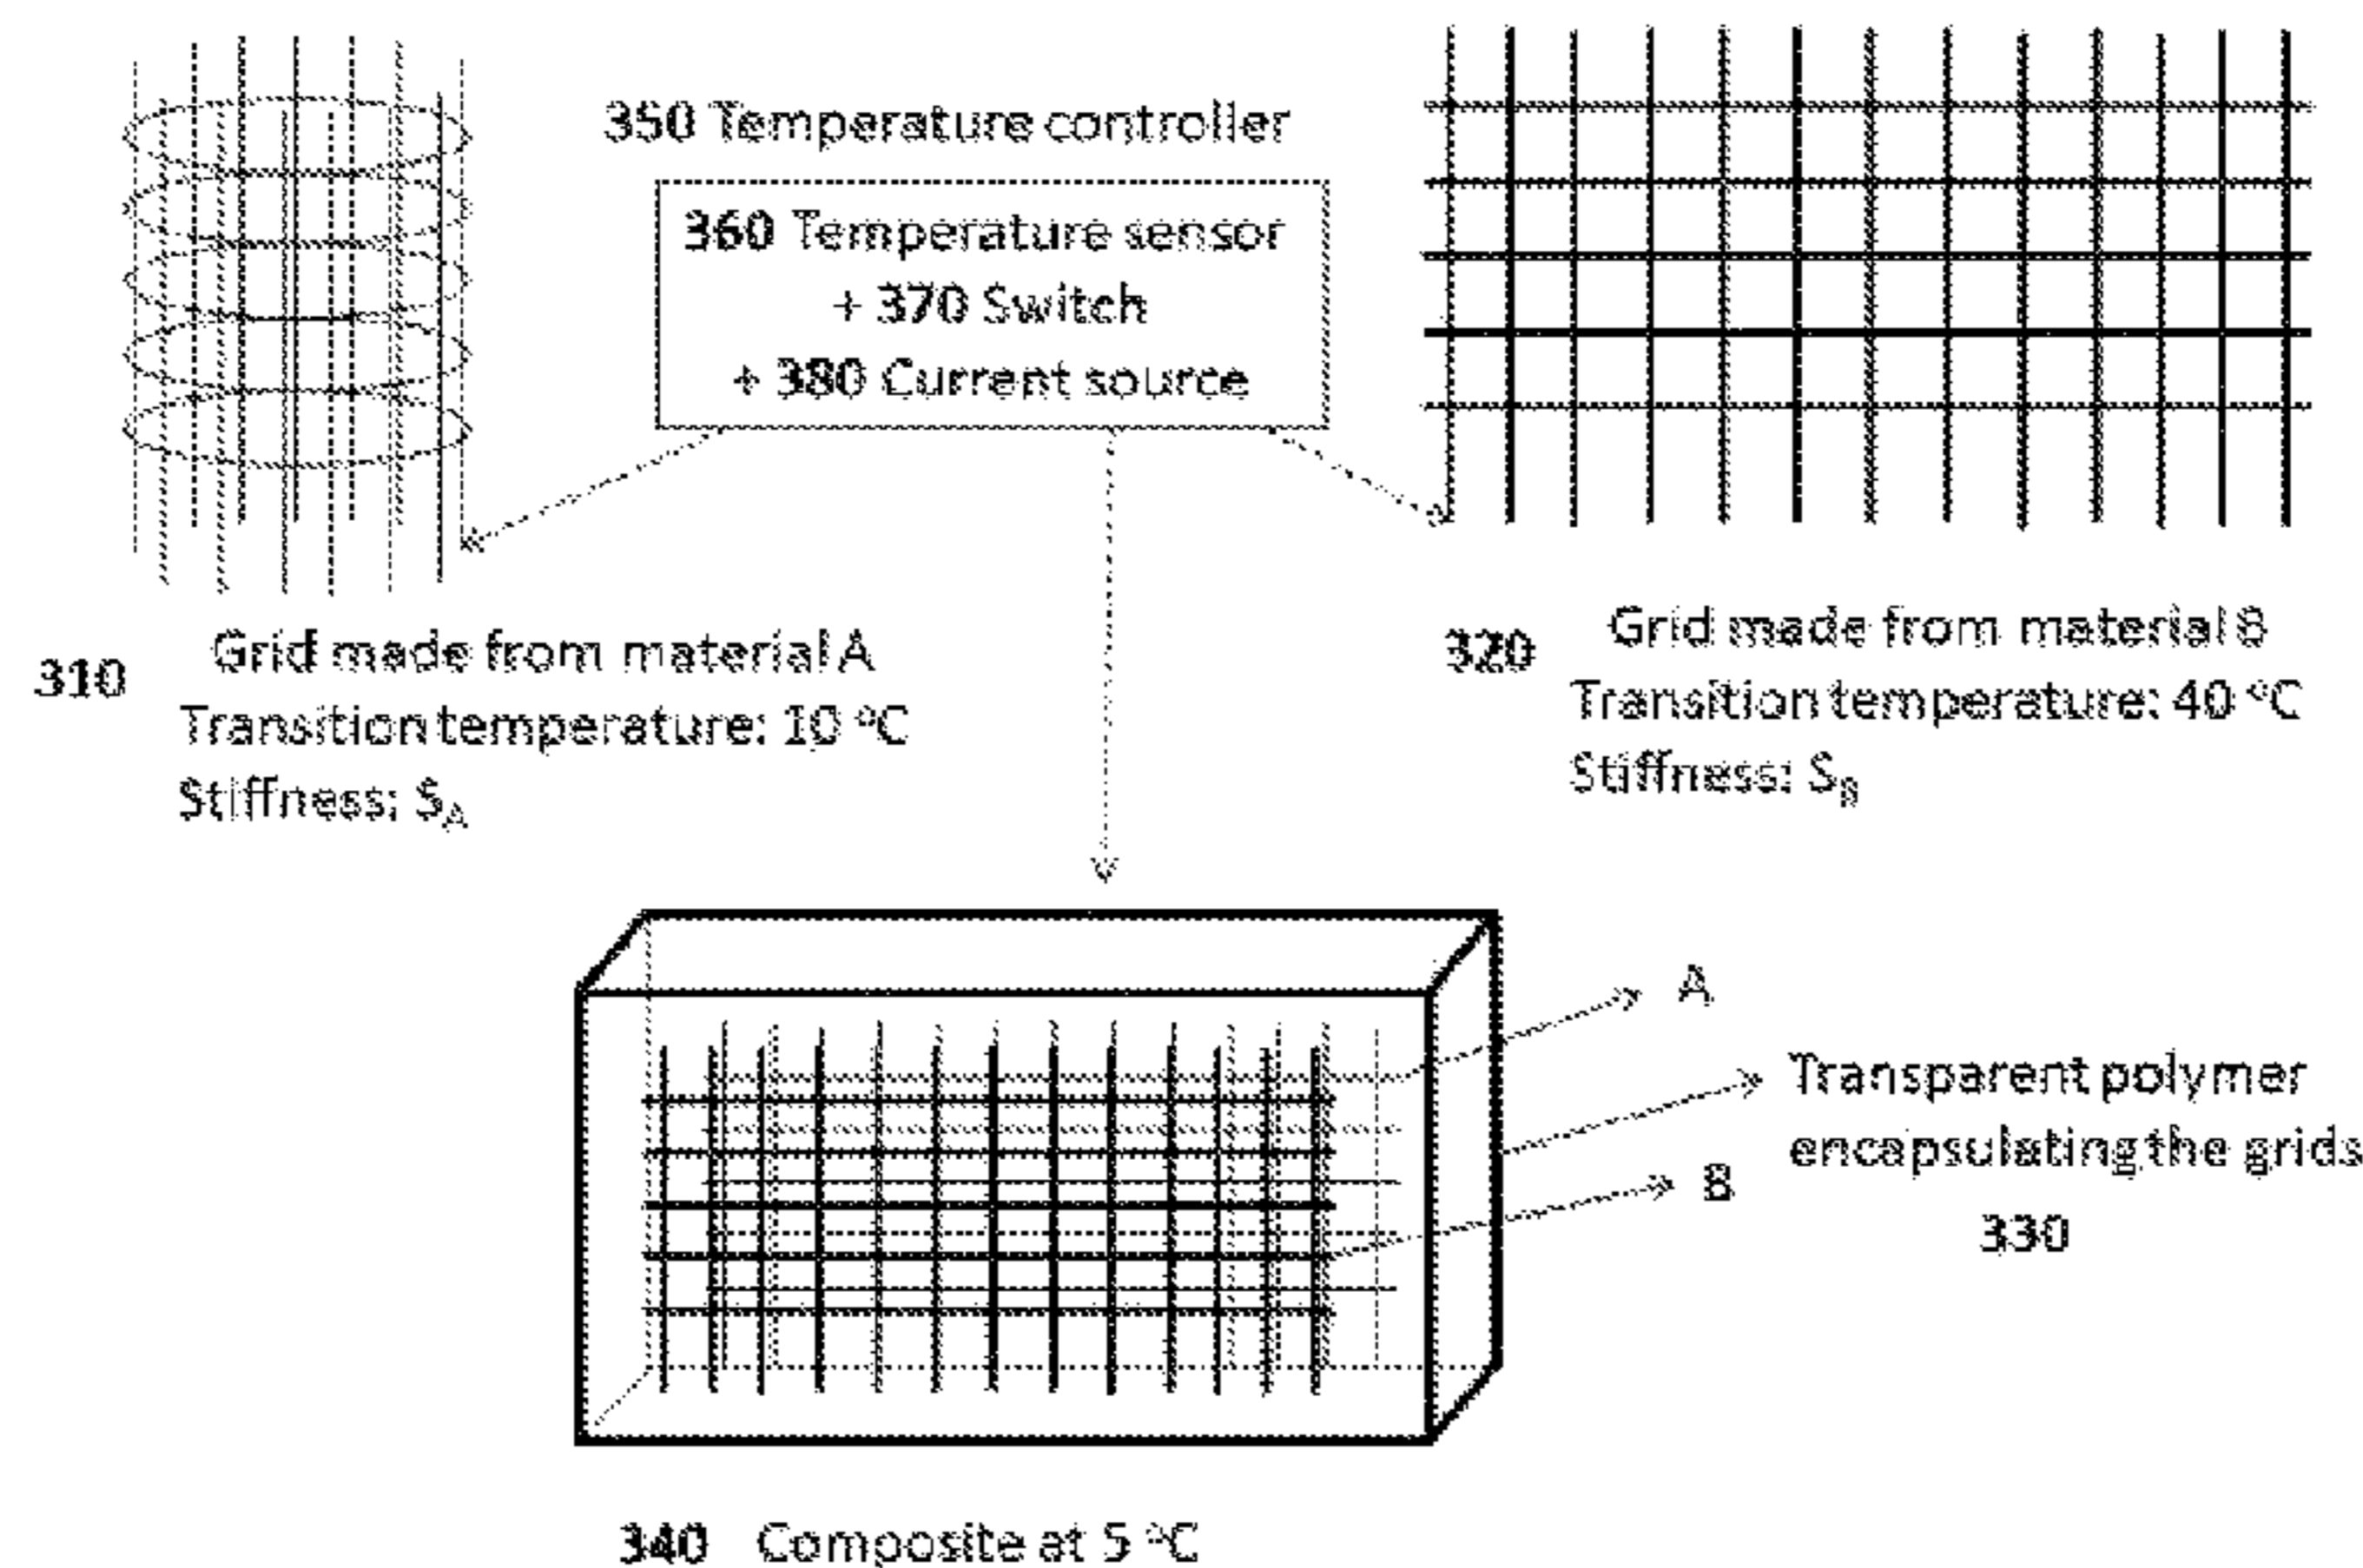 350 Temperature controller
360 Temperature sensor
+ 370 Switch
+ 380 Current source
310 Grid made from material A
Transition temperature: 10 °C
Stiffness: S_A
320 Grid made from material B
Transition temperature: 40 °C
Stiffness: S_B
A
Transparent polymer
encapsulating the grids
330
B
340 Composite at 5 °C